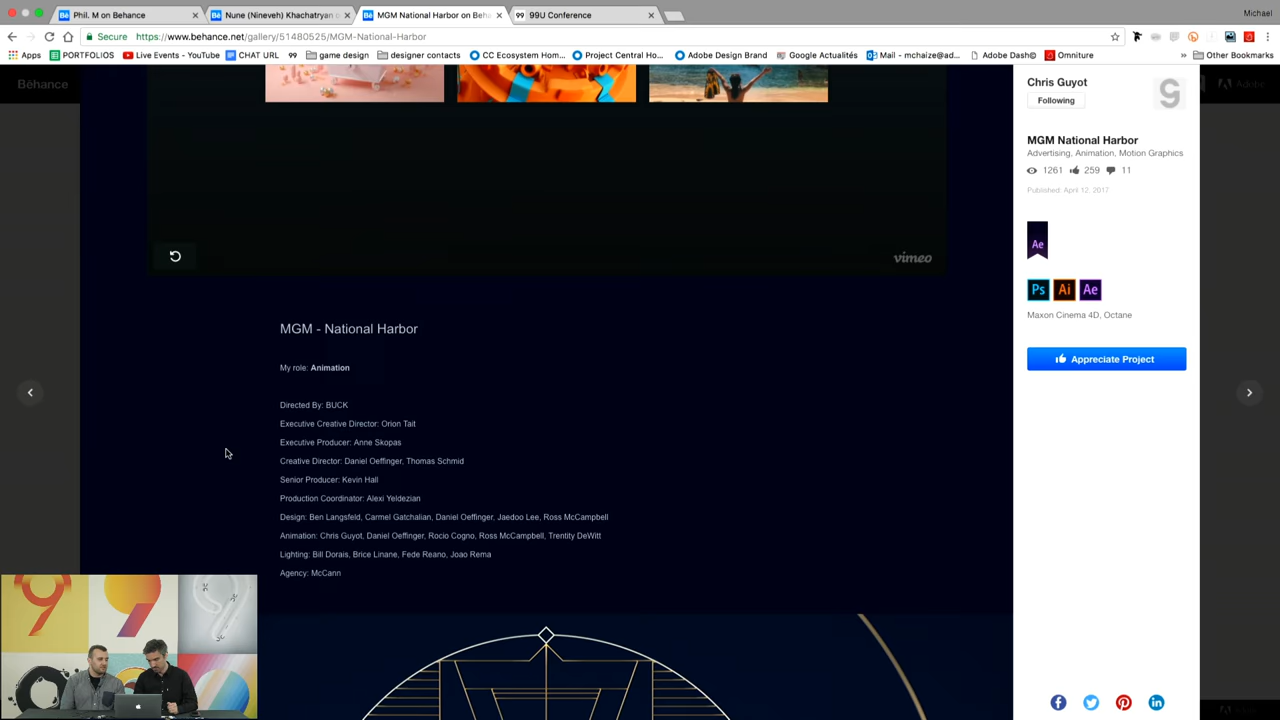 Michael
Phil. M on Behance
Nune (Nineveh) Khachatryan o
MGM National Harbor on Beh
99U Conference
Secure
https://www.behance.net/gallery/51480525/MGM-National-Harbor
Apps
PORTFOLIOS
Live Events - YouTube
CHAT URL
99
game design
designer contacts
CC Ecosystem Hom...
Project Central Ho...
Adobe Design Brand
Google Actualités
Mail - mchaize@ad...
Adobe Dash©
Omniture
» Other Bookmarks
Bēhance
Adobe
Chris Guyot
Following
MGM National Harbor
Advertising, Animation, Motion Graphics
1261 259 11
Published: April 12, 2017
Ae
Ps Ai Ae
Maxon Cinema 4D, Octane
Appreciate Project
vimeo
MGM - National Harbor
My role: Animation
Directed By: BUCK
Executive Creative Director: Orion Tait
Executive Producer: Anne Skopas
Creative Director: Daniel Oeffinger, Thomas Schmid
Senior Producer: Kevin Hall
Production Coordinator: Alexi Yeldezian
Design: Ben Langsfeld, Carmel Gatchalian, Daniel Oeffinger, Jaedoo Lee, Ross McCampbell
Animation: Chris Guyot, Daniel Oeffinger, Rocio Cogno, Ross McCampbell, Trentity DeWitt
Lighting: Bill Dorais, Brice Linane, Fede Reano, Joao Rema
Agency: McCann